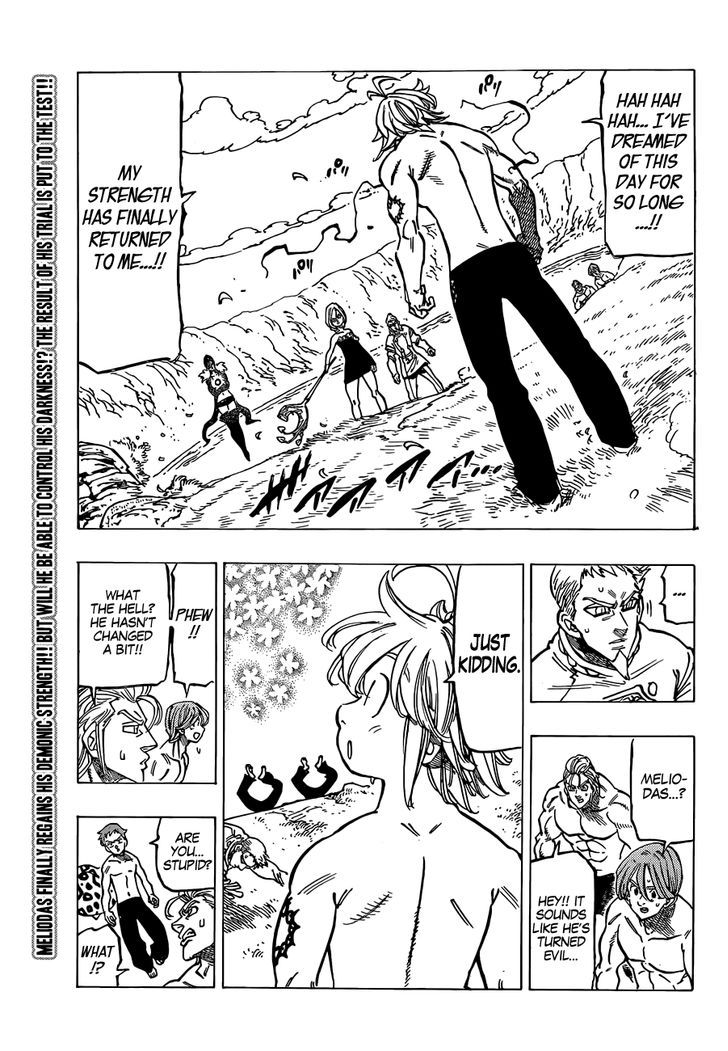 MELIODAS FINALLY REGAINS HIS DEMONIC STRENGTH!! BUT WILL HE BE ABLE TO CONTROL HIS DARKNESS!? THE RESULT OF HIS TRIAL IS PUT TO THE TEST!!
HAH HAH
HAH... I'VE
DREAMED
OF THIS
DAY FOR
SO LONG
....!!
MY
STRENGTH
HAS FINALLY
RETURNED
TO ME....!!
...
MELIO-
DAS...?
HEY!! IT
SOUNDS
LIKE HE'S
TURNED
EVIL...
JUST
KIDDING.
PHEW
!!
WHAT
THE HELL?
HE HASN'T
CHANGED
A BIT!!
ARE
YOU...
STUPID?
WHAT
!?